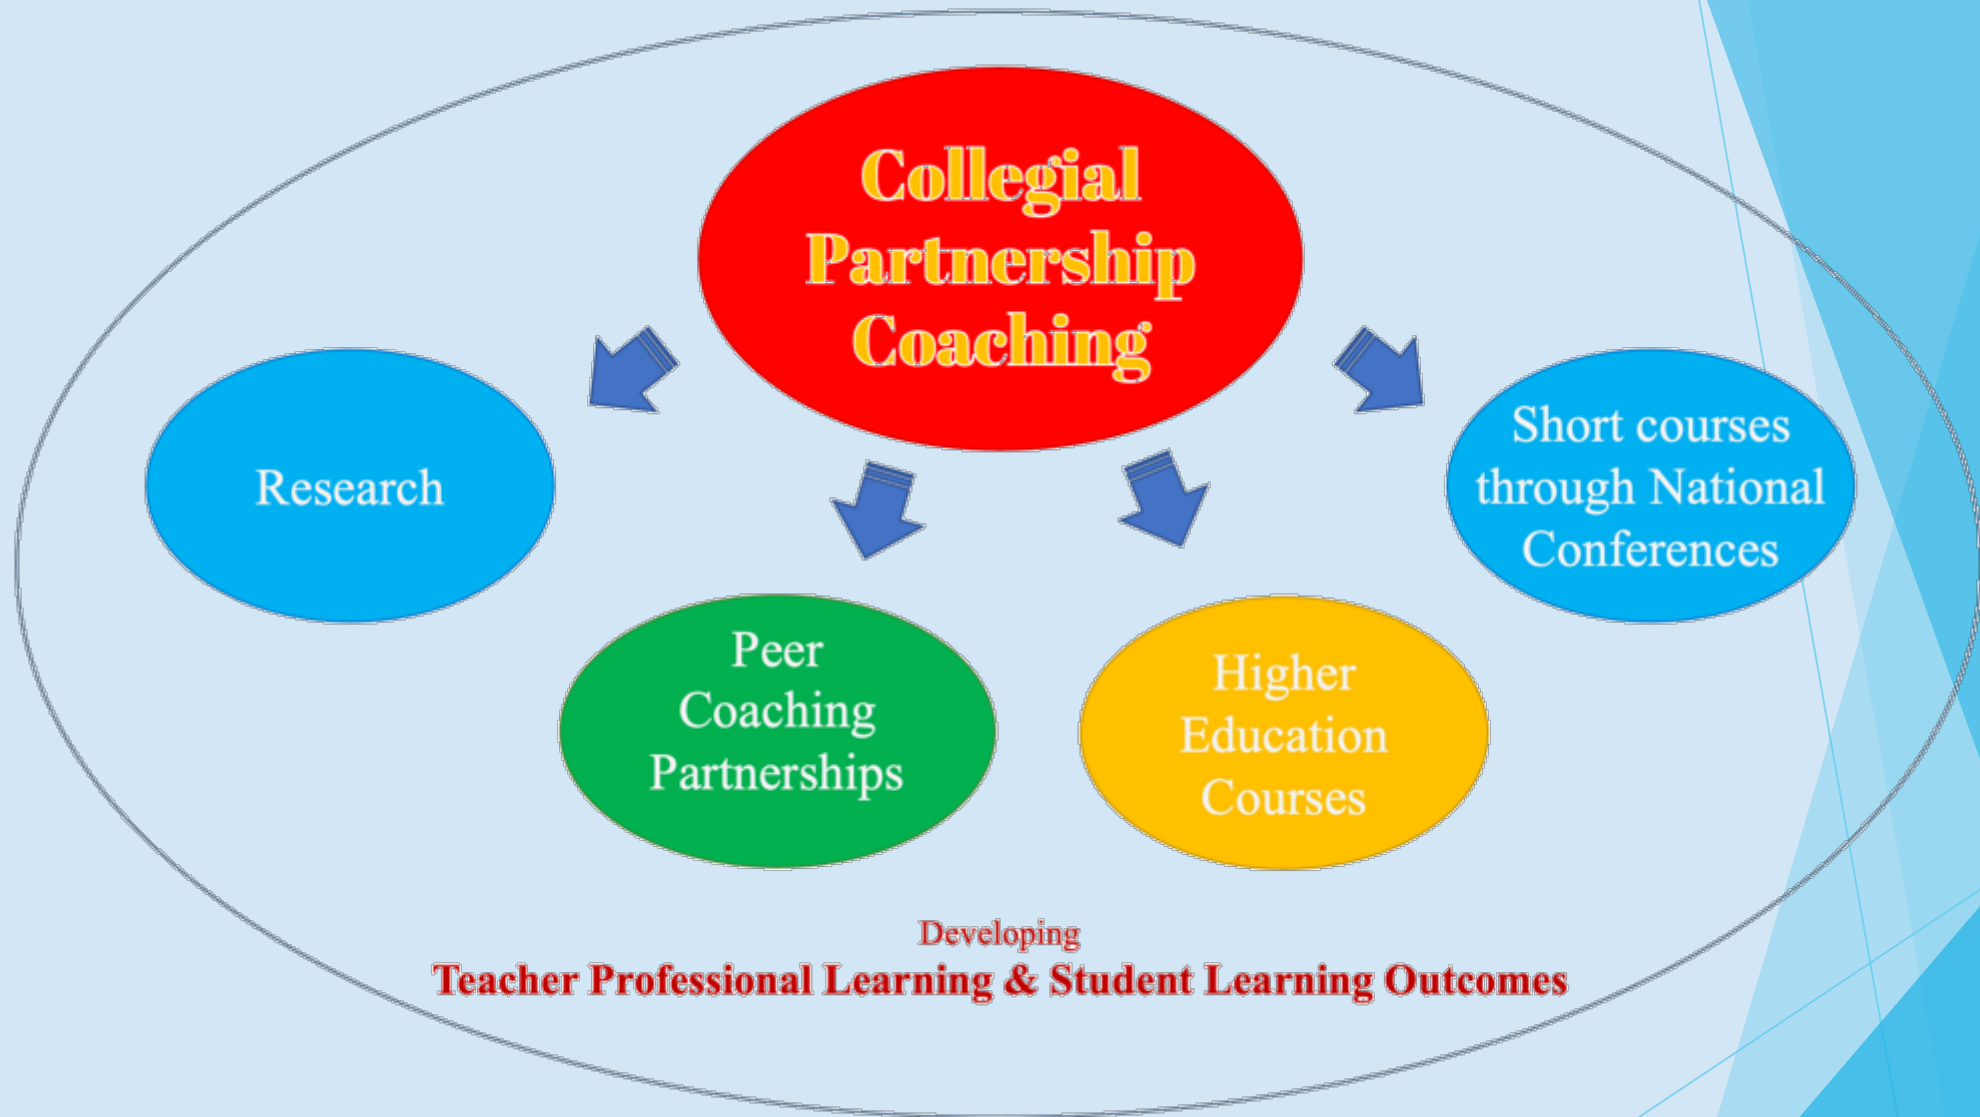 Collegial
Partnership
Coaching
Research
Short courses
through National
Conferences
Peer
Coaching
Partnerships
Higher
Education
Courses
Developing
Teacher Professional Learning & Student Learning Outcomes